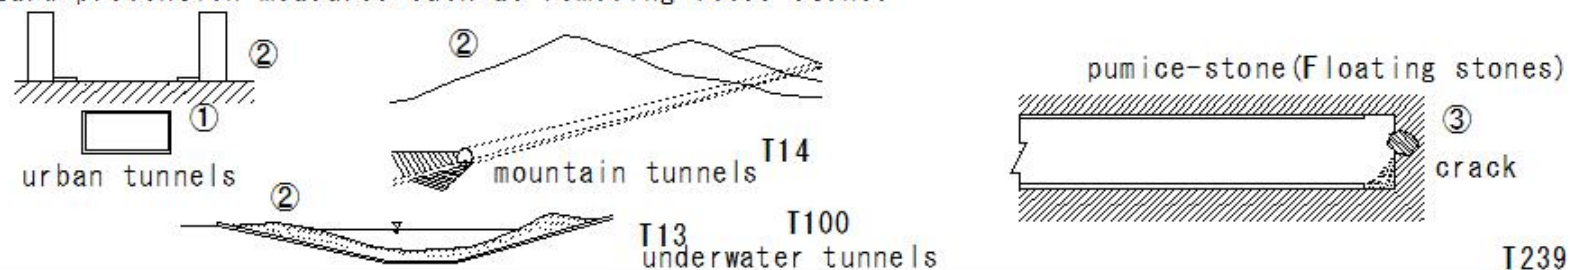 ②
②
①
urban tunnels
mountain tunnels
T14
②
T13
T100
underwater tunnels
pumice-stone(Floating stones)
③
crack
T239